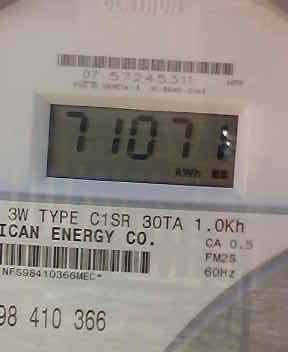 07 57245311
71071
kWh
3W TYPE C1SR 30TA 1.0Kh
ICAN ENERGY CO.
CA 0.5
FM2S
60Hz
NFS98410366MEC*
98 410 366